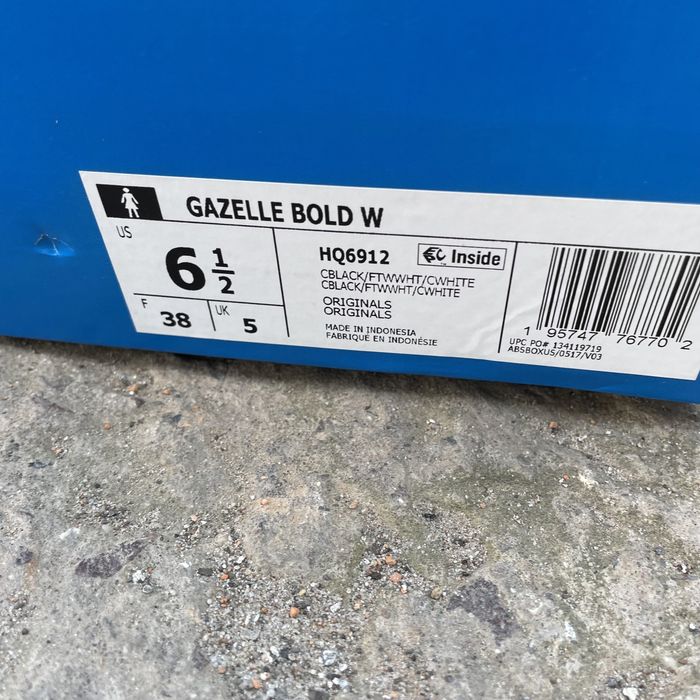 GAZELLE BOLD W
US
6 1/2
F 38
UK 5
HQ6912
Inside
CBLACK/FTWWHT/CWHITE
CBLACK/FTWWHT/CWHITE
ORIGINALS
ORIGINALS
MADE IN INDONESIA
FABRIQUÉ EN INDONÉSIE
1 95747 76770 2
UPC PO# 134119719
ABSBOXUS/0517/V03